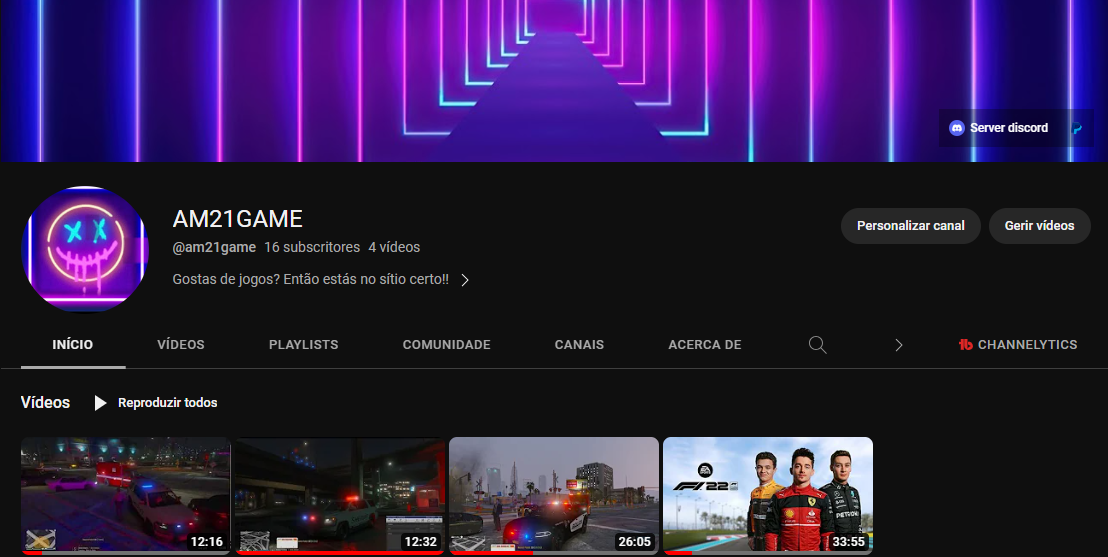 Server discord
AM21GAME
@am21game 16 subscritores 4 vídeos
Gostas de jogos? Então estás no sítio certo!!
Personalizar canal
Gerir vídeos
INÍCIO
VÍDEOS
PLAYLISTS
COMUNIDADE
CANAIS
ACERCA DE
CHANNELYTICS
Vídeos
Reproduzir todos
12:16
12:32
26:05
F1 22
PETRONAS
33:55